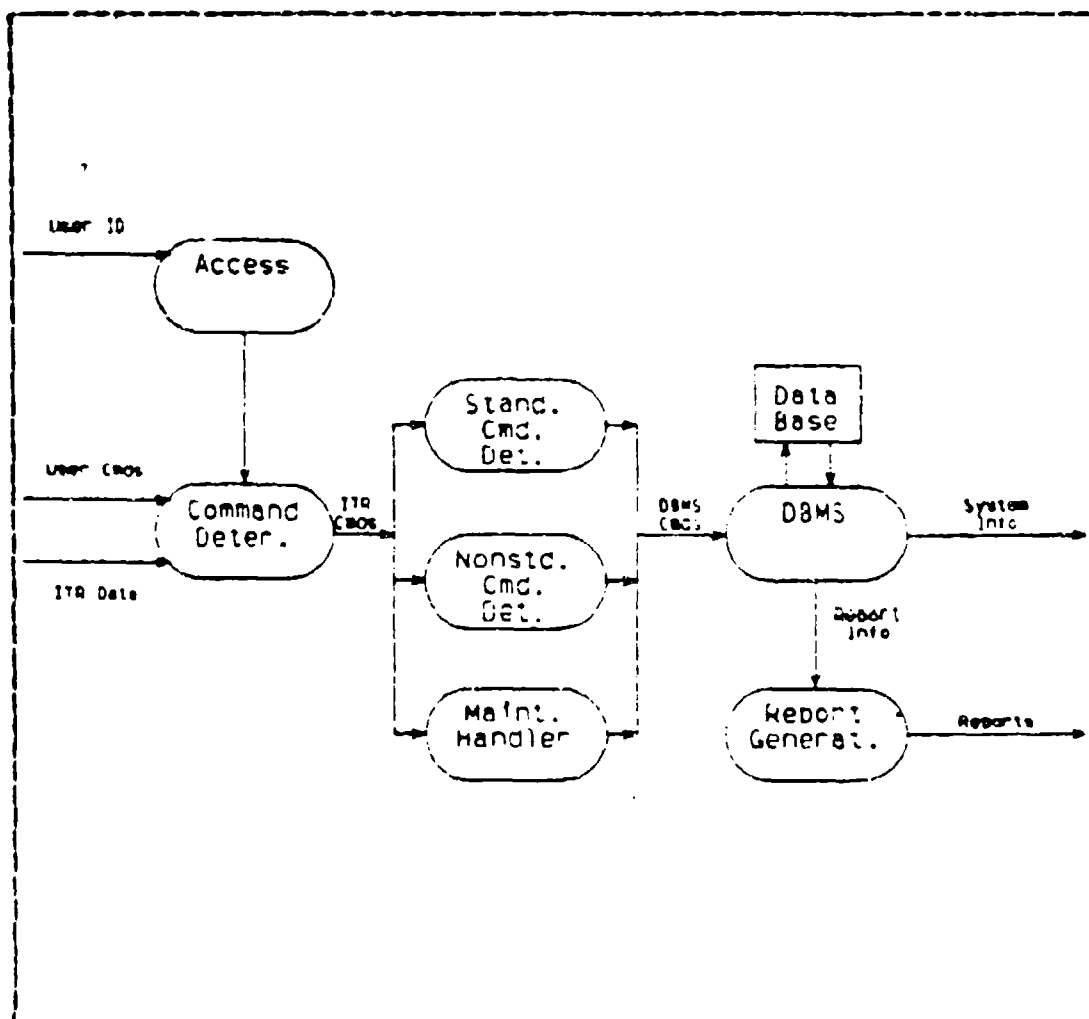 User ID
Access
User Cmds
ITR Data
Command
Deter.
ITR
CMDS
Stand.
Cmd.
Det.
Nonstd.
Cmd.
Det.
Maint.
Handler
DBMS
CMDS
Data
Base
DBMS
System
Info
Report
Info
Report
Generat.
Reports